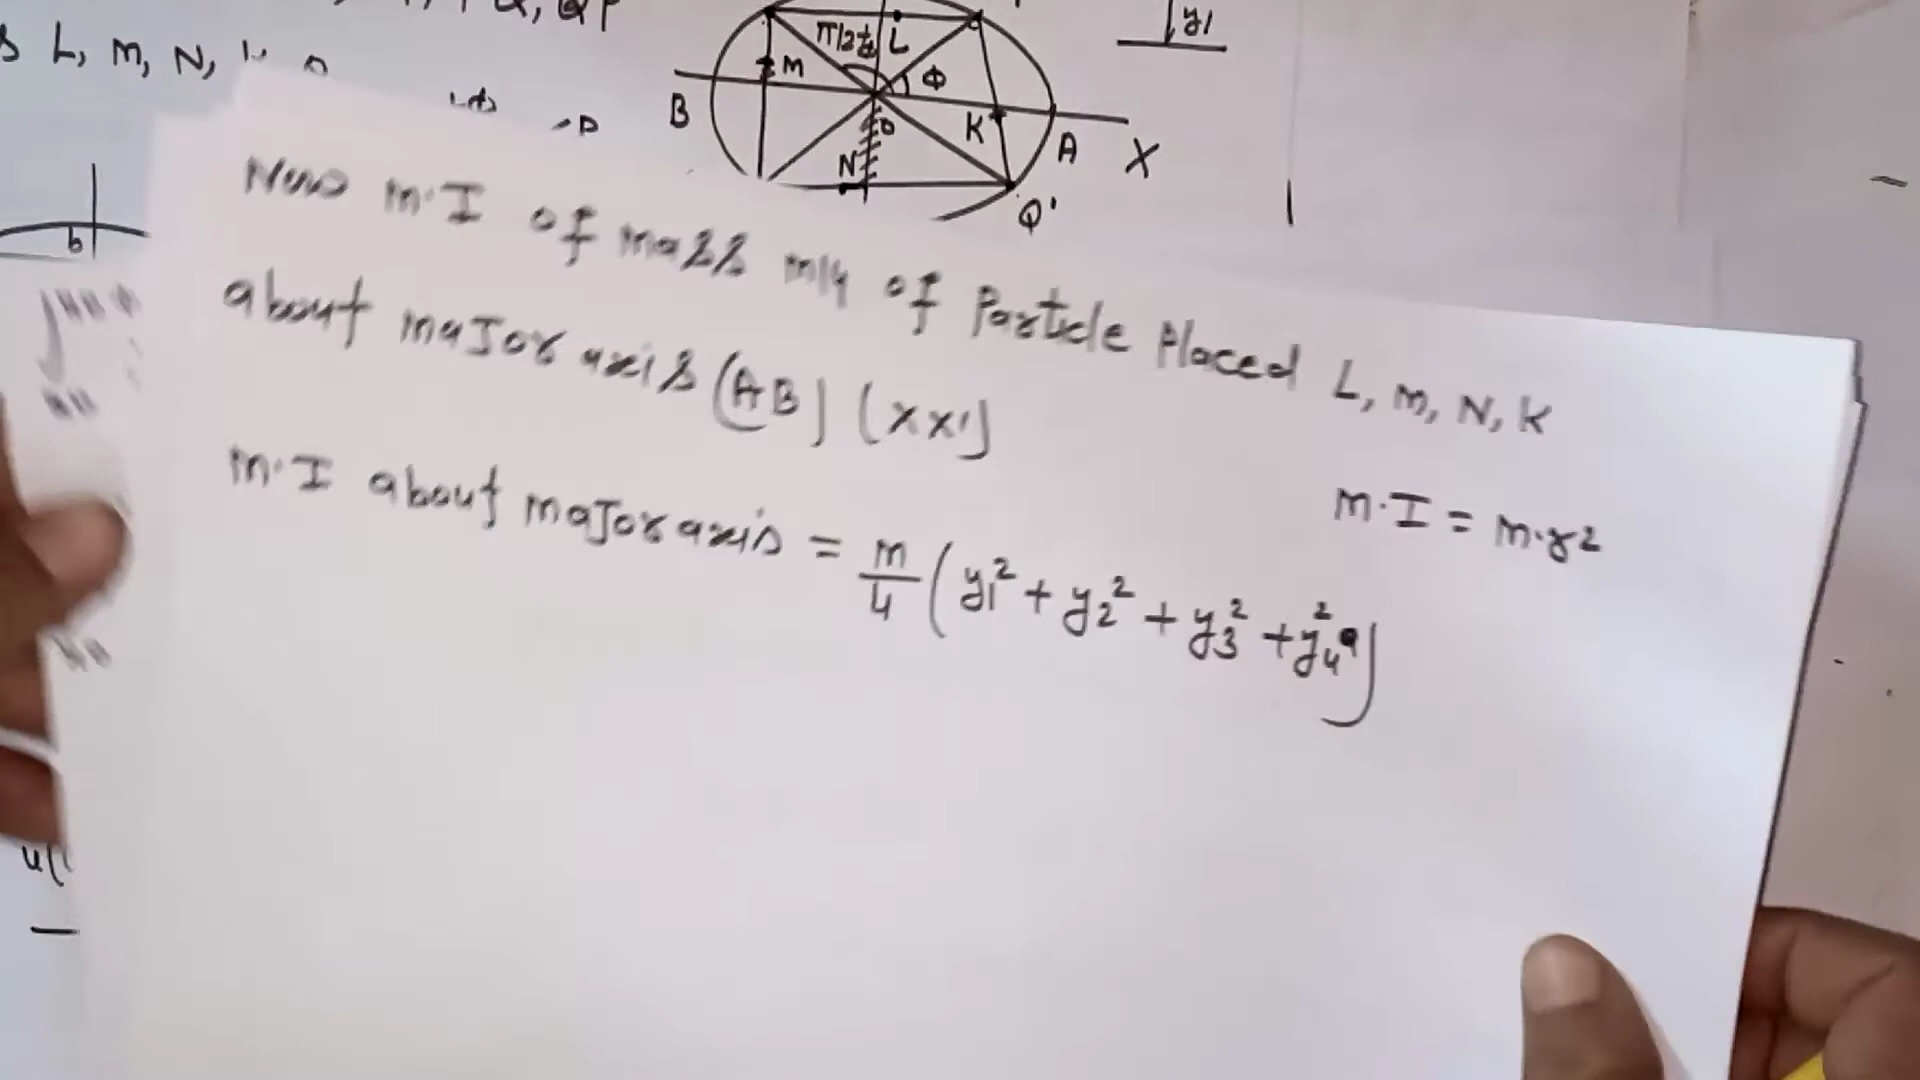 L, M, N,
π/2
L
M
Φ
B
O
K
A
X
N
Q'
y1
b
Now M.I of mass m/4 of Particle Placed L, M, N, K
about major axis (AB) (XX')
M.I about major axis = m/4 (y1² + y2² + y3² + y4²)
M.I = m.r²
u(